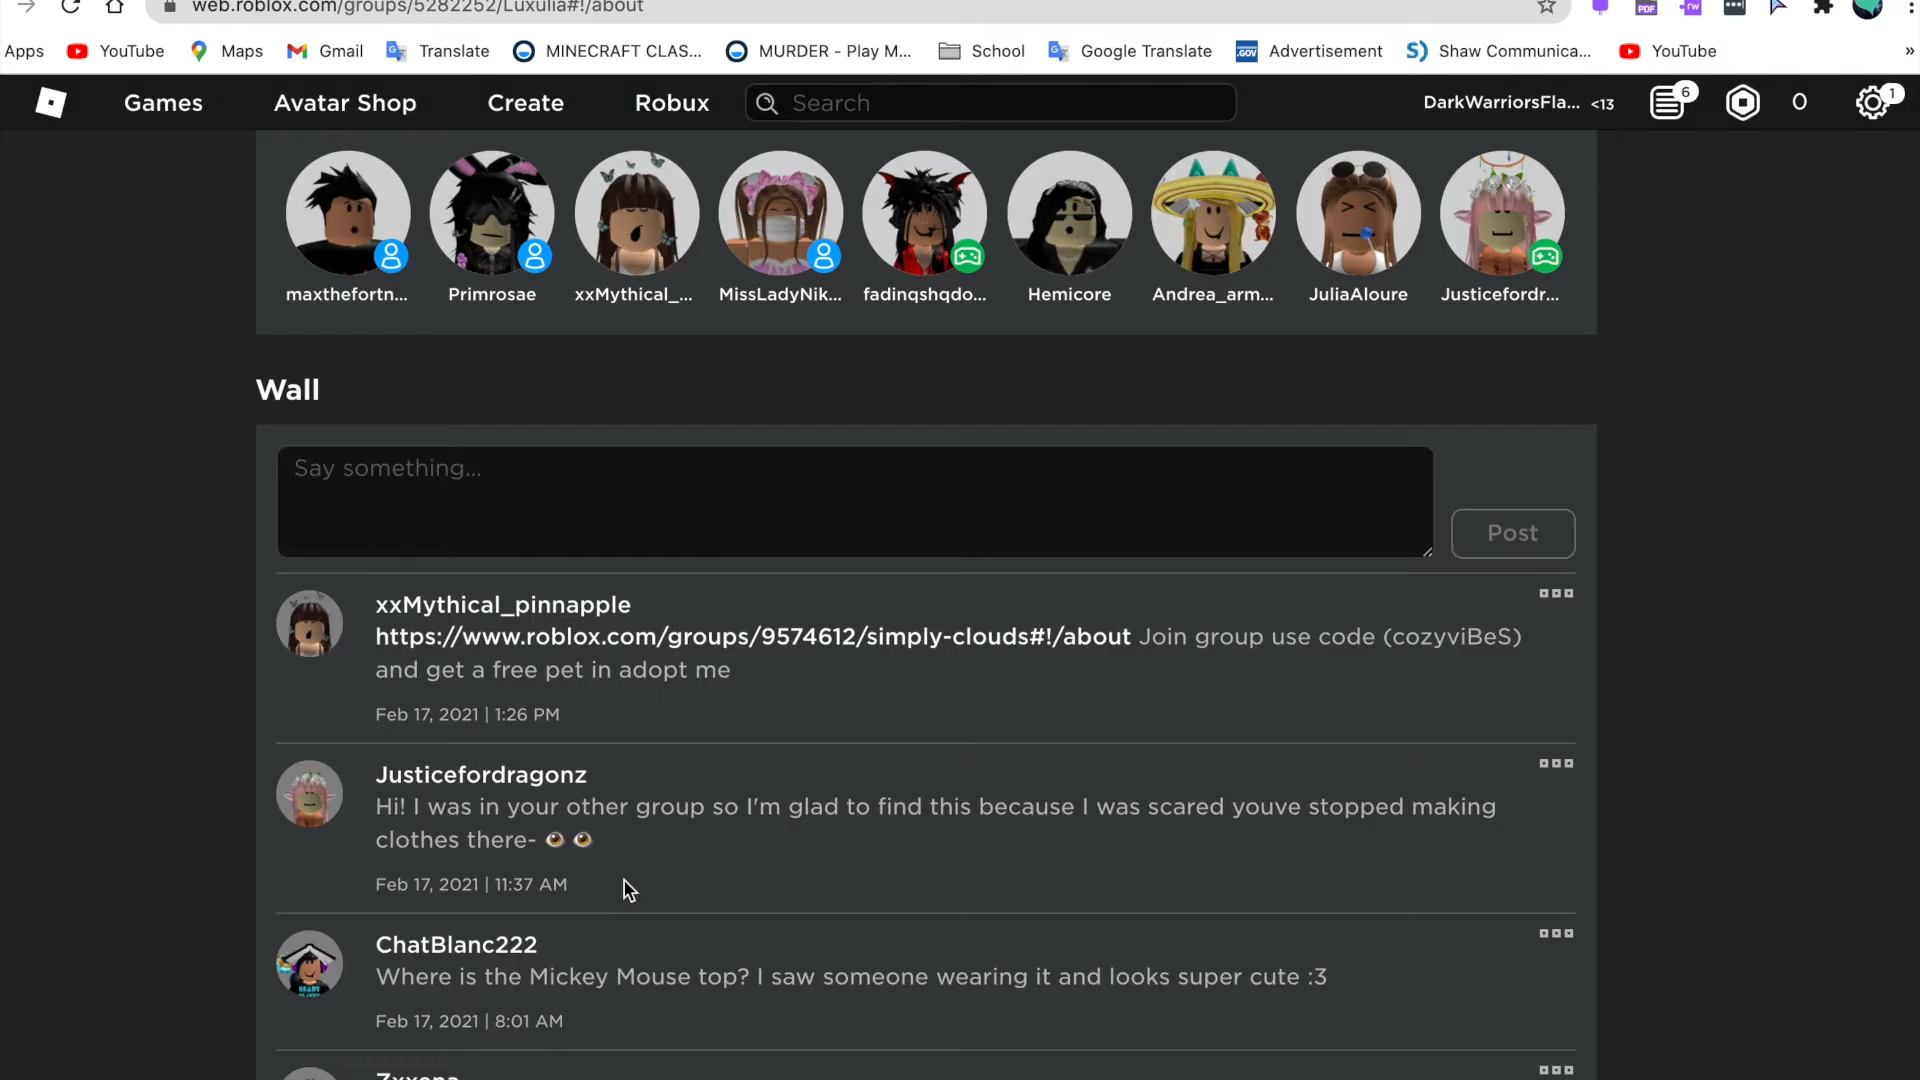 web.roblox.com/groups/5282252/Luxulia#!/about
Apps YouTube Maps Gmail Translate MINECRAFT CLAS... MURDER - Play M... School Google Translate Advertisement Shaw Communica... YouTube »
Games Avatar Shop Create Robux Search DarkWarriorsFla... <13 6 0 1
maxthefortn... Primrosae xxMythical_... MissLadyNik... fadinqshqdo... Hemicore Andrea_arm... JuliaAloure Justicefordr...
Wall
Say something...
Post
xxMythical_pinnapple
https://www.roblox.com/groups/9574612/simply-clouds#!/about Join group use code (cozyviBeS)
and get a free pet in adopt me
Feb 17, 2021 | 1:26 PM
Justicefordragonz
Hi! I was in your other group so I'm glad to find this because I was scared youve stopped making
clothes there- 👁️ 👁️
Feb 17, 2021 | 11:37 AM
ChatBlanc222
Where is the Mickey Mouse top? I saw someone wearing it and looks super cute :3
Feb 17, 2021 | 8:01 AM